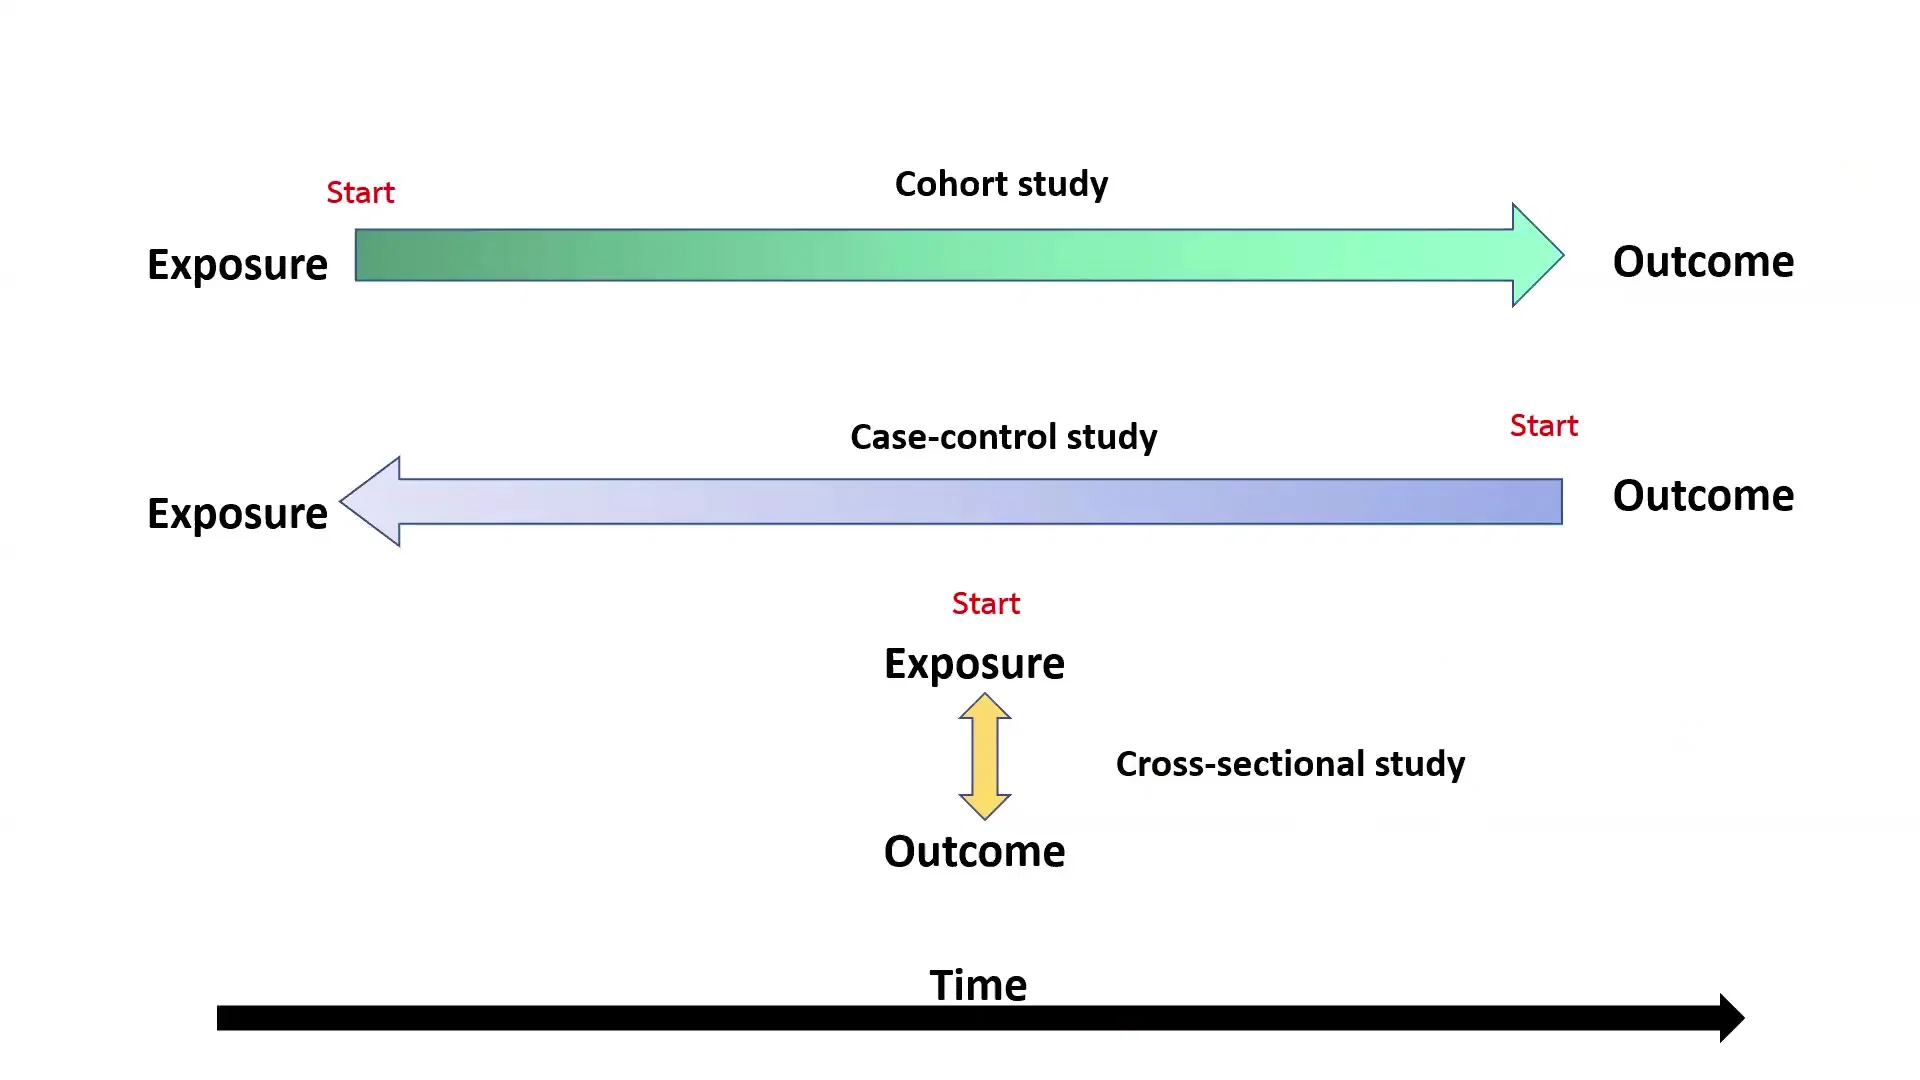 Cohort study
Start
Exposure
Outcome
Case-control study
Start
Exposure
Outcome
Start
Exposure
Cross-sectional study
Outcome
Time